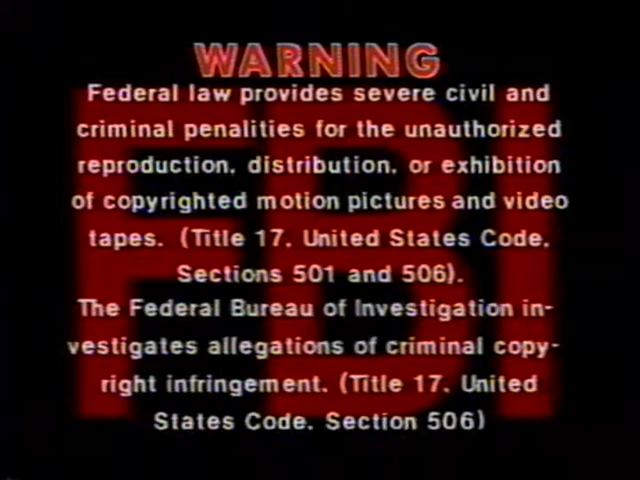 WARNING
Federal law provides severe civil and
criminal penalities for the unauthorized
reproduction, distribution, or exhibition
of copyrighted motion pictures and video
tapes. (Title 17, United States Code,
Sections 501 and 506).
The Federal Bureau of Investigation in-
vestigates allegations of criminal copy-
right infringement. (Title 17, United
States Code, Section 506)
FBI